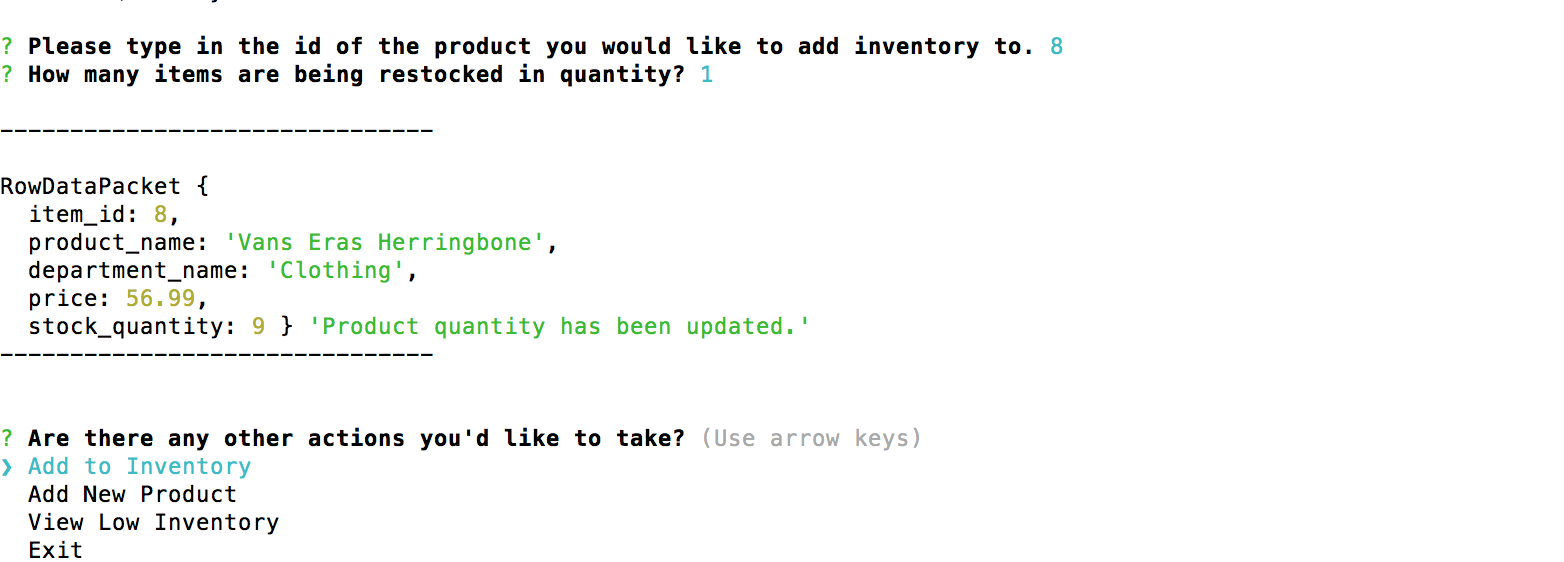 ? Please type in the id of the product you would like to add inventory to. 8
? How many items are being restocked in quantity? 1
-------------------------------
RowDataPacket {
  item_id: 8,
  product_name: 'Vans Eras Herringbone',
  department_name: 'Clothing',
  price: 56.99,
  stock_quantity: 9 } 'Product quantity has been updated.'
-------------------------------
? Are there any other actions you'd like to take? (Use arrow keys)
❯ Add to Inventory
  Add New Product
  View Low Inventory
  Exit